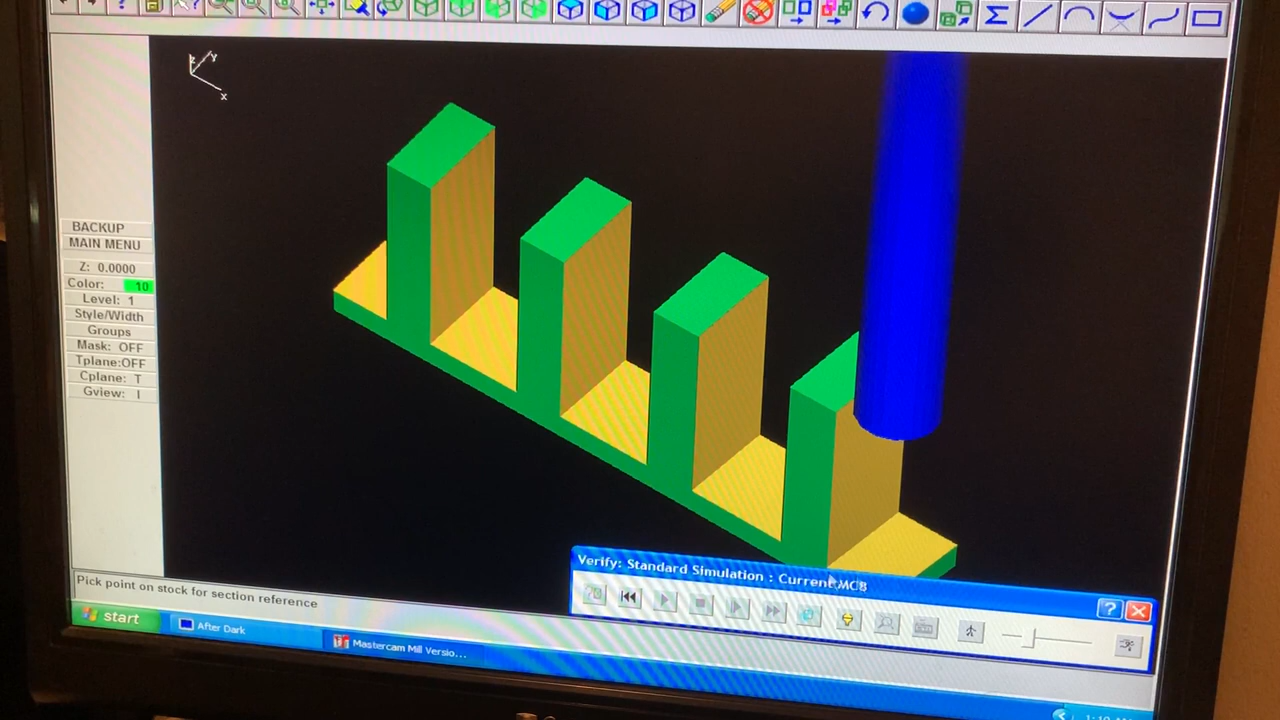 Y
X
BACKUP
MAIN MENU
Z: 0.0000
Color: 10
Level: 1
Style/Width
Groups
Mask: OFF
Tplane:OFF
Cplane: T
Gview: I
Verify: Standard Simulation : Current MC8
Pick point on stock for section reference
start
After Dark
Mastercam Mill Versio...